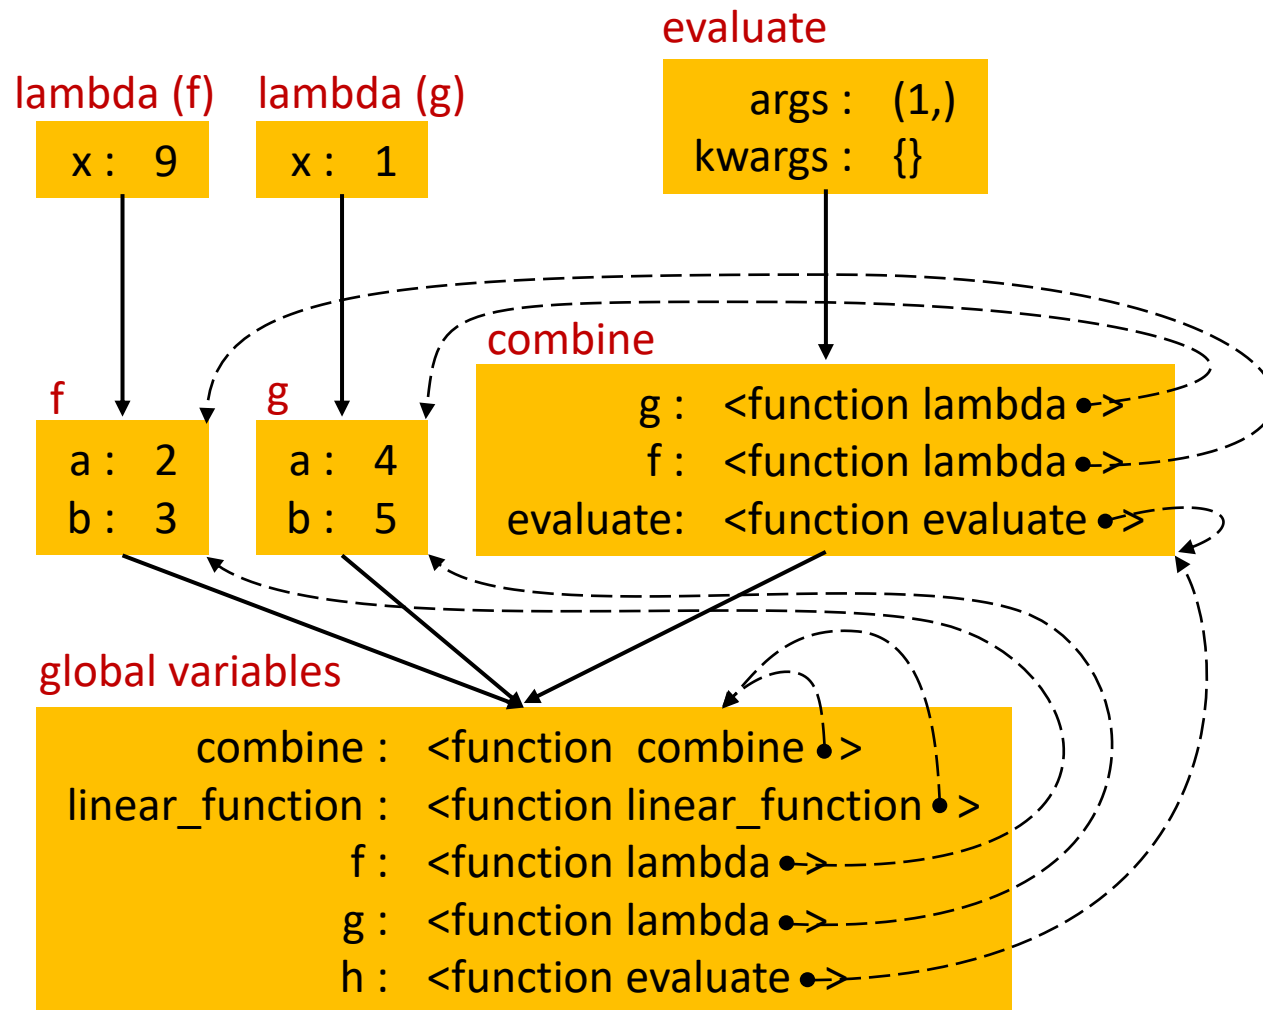 evaluate
args : (1,)
kwargs : {}
lambda (f)
x : 9
lambda (g)
x : 1
combine
g : <function lambda >
f : <function lambda >
evaluate: <function evaluate >
f
a : 2
b : 3
g
a : 4
b : 5
global variables
combine : <function combine >
linear_function : <function linear_function >
f : <function lambda >
g : <function lambda >
h : <function evaluate >